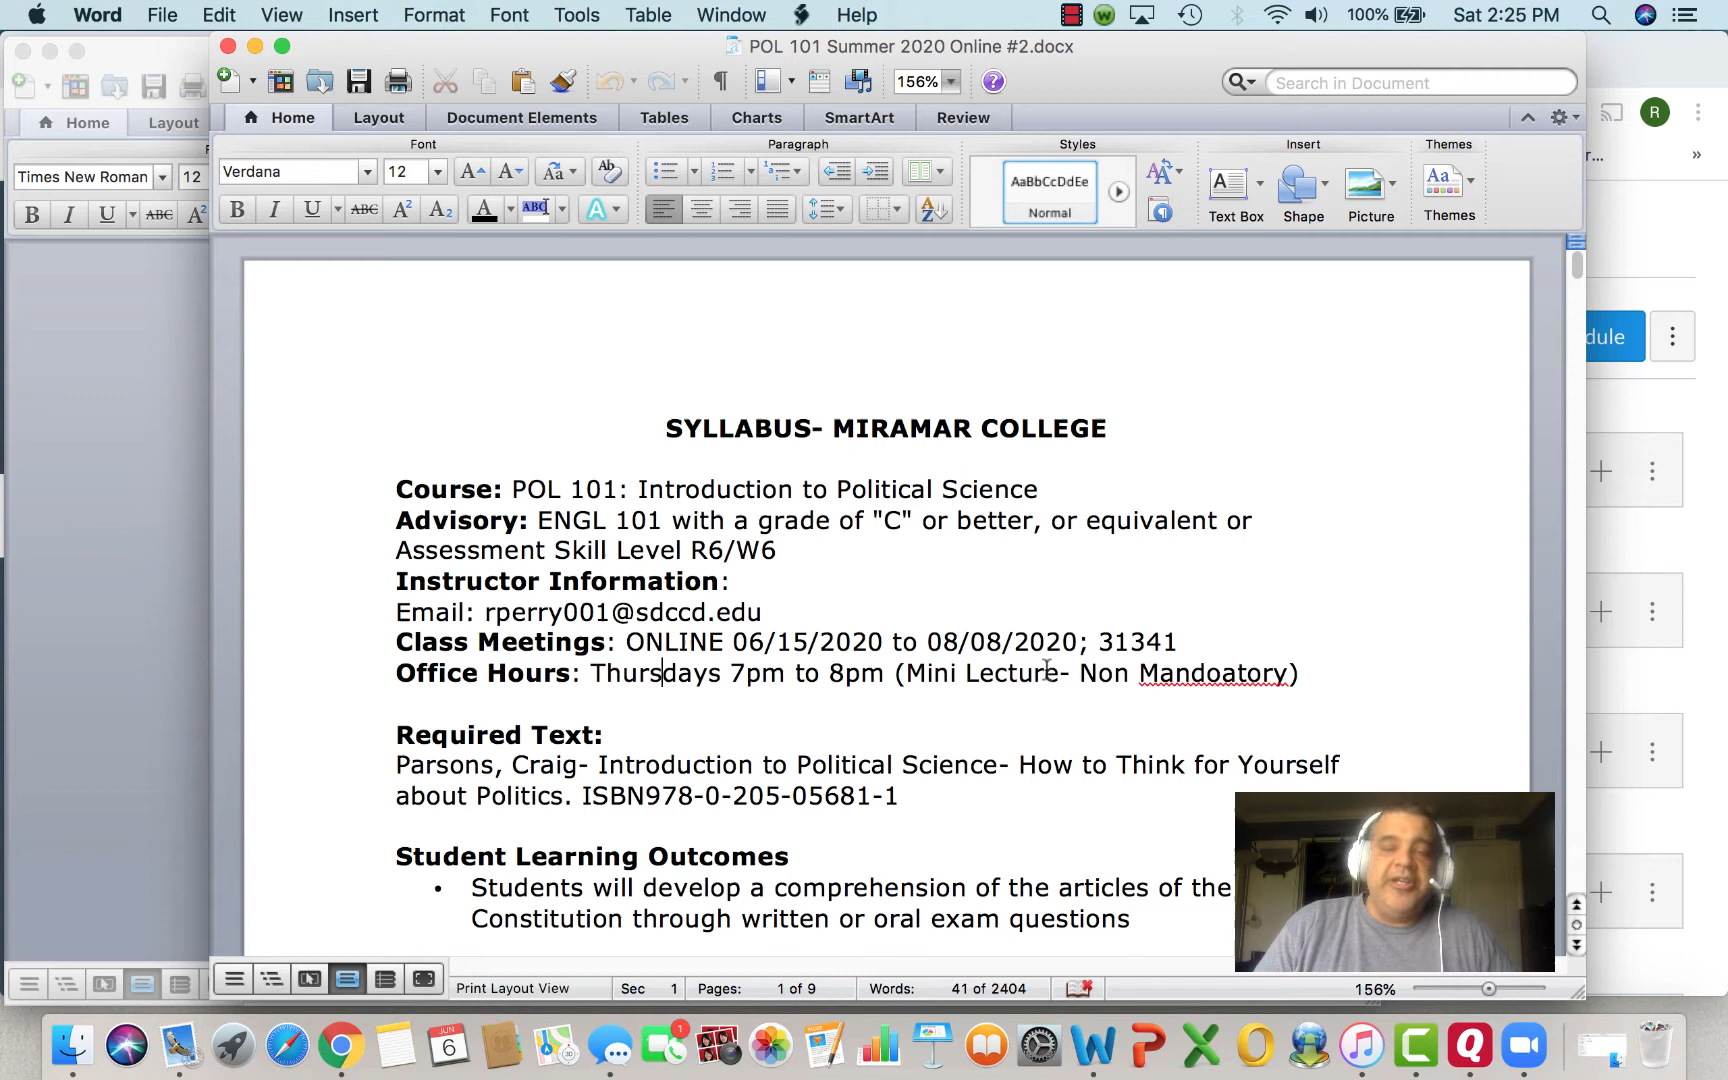 Word File Edit View Insert Format Font Tools Table Window Help 100% Sat 2:25 PM
POL 101 Summer 2020 Online #2.docx
156% Search in Document
Home Layout
Home Layout Document Elements Tables Charts SmartArt Review
Font Paragraph Styles Insert Themes
Times New Roman 12
Verdana 12
AaBbCcDdEe
Normal
Text Box Shape Picture Themes
R
dule
SYLLABUS- MIRAMAR COLLEGE
Course: POL 101: Introduction to Political Science
Advisory: ENGL 101 with a grade of "C" or better, or equivalent or
Assessment Skill Level R6/W6
Instructor Information:
Email: rperry001@sdccd.edu
Class Meetings: ONLINE 06/15/2020 to 08/08/2020; 31341
Office Hours: Thursdays 7pm to 8pm (Mini Lecture- Non Mandoatory)
Required Text:
Parsons, Craig- Introduction to Political Science- How to Think for Yourself
about Politics. ISBN978-0-205-05681-1
Student Learning Outcomes
• Students will develop a comprehension of the articles of the
Constitution through written or oral exam questions
Print Layout View Sec 1 Pages: 1 of 9 Words: 41 of 2404 156%
JUN
6
1